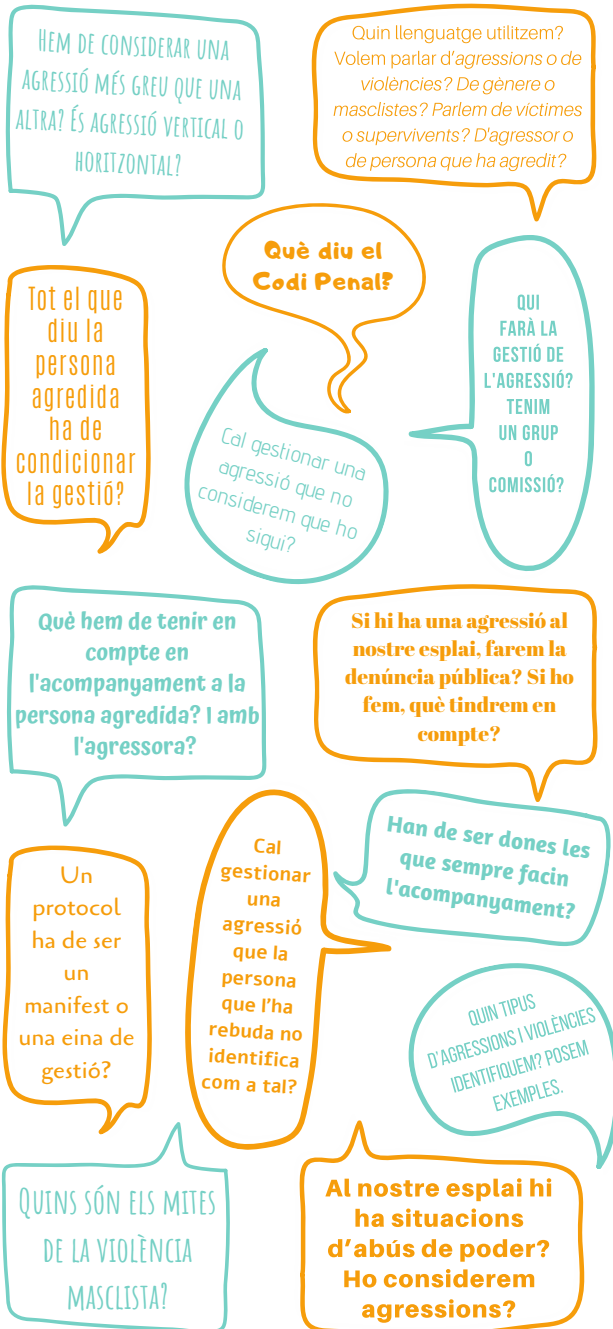 HEM DE CONSIDERAR UNA
AGRESSIÓ MÉS GREU QUE UNA
ALTRA? ÉS AGRESSIÓ VERTICAL O
HORITZONTAL?
Quin llenguatge utilitzem?
Volem parlar d'agressions o de
violències? De gènere o
masclistes? Parlem de víctimes
o supervivents? D'agressor o
de persona que ha agredit?
Què diu el
Codi Penal?
Tot el que
diu la
persona
agredida
ha de
condicionar
la gestió?
QUI
FARÀ LA
GESTIÓ DE
L'AGRESSIÓ?
TENIM
UN GRUP
O
COMISSIÓ?
Cal gestionar una
agressió que no
considerem que ho
sigui?
Què hem de tenir en
compte en
l'acompanyament a la
persona agredida? I amb
l'agressora?
Si hi ha una agressió al
nostre esplai, farem la
denúncia pública? Si ho
fem, què tindrem en
compte?
Han de ser dones les
que sempre facin
l'acompanyament?
Cal
gestionar
una
agressió
que la
persona
que l'ha
rebuda no
identifica
com a tal?
Un
protocol
ha de ser
un
manifest o
una eina de
gestió?
QUIN TIPUS
D'AGRESSIONS I VIOLÈNCIES
IDENTIFIQUEM? POSEM
EXEMPLES.
QUINS SÓN ELS MITES
DE LA VIOLÈNCIA
MASCLISTA?
Al nostre esplai hi
ha situacions
d'abús de poder?
Ho considerem
agressions?